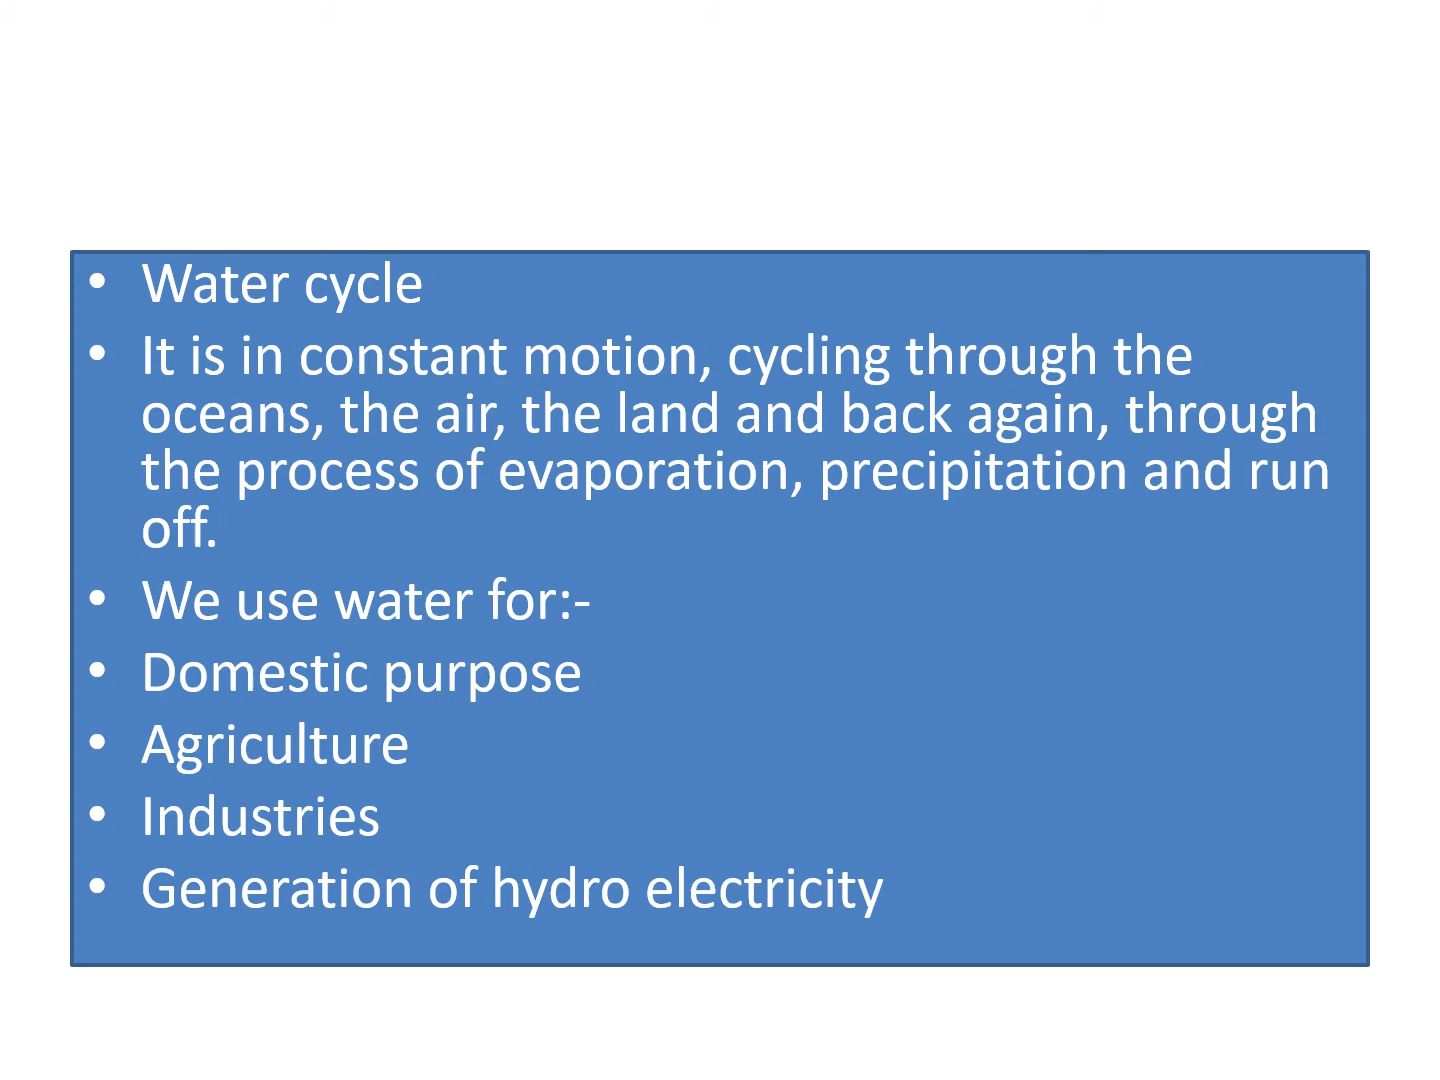 • Water cycle
• It is in constant motion, cycling through the
oceans, the air, the land and back again, through
the process of evaporation, precipitation and run
off.
• We use water for:-
• Domestic purpose
• Agriculture
• Industries
• Generation of hydro electricity